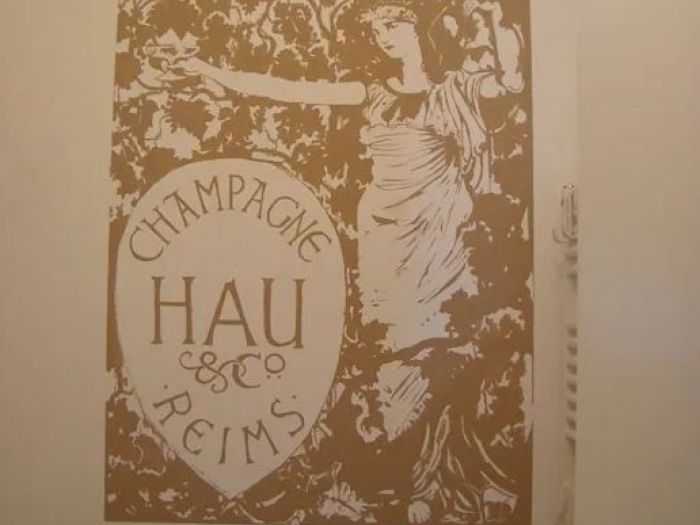 CHAMPAGNE
HAU
& Co
·REIMS·